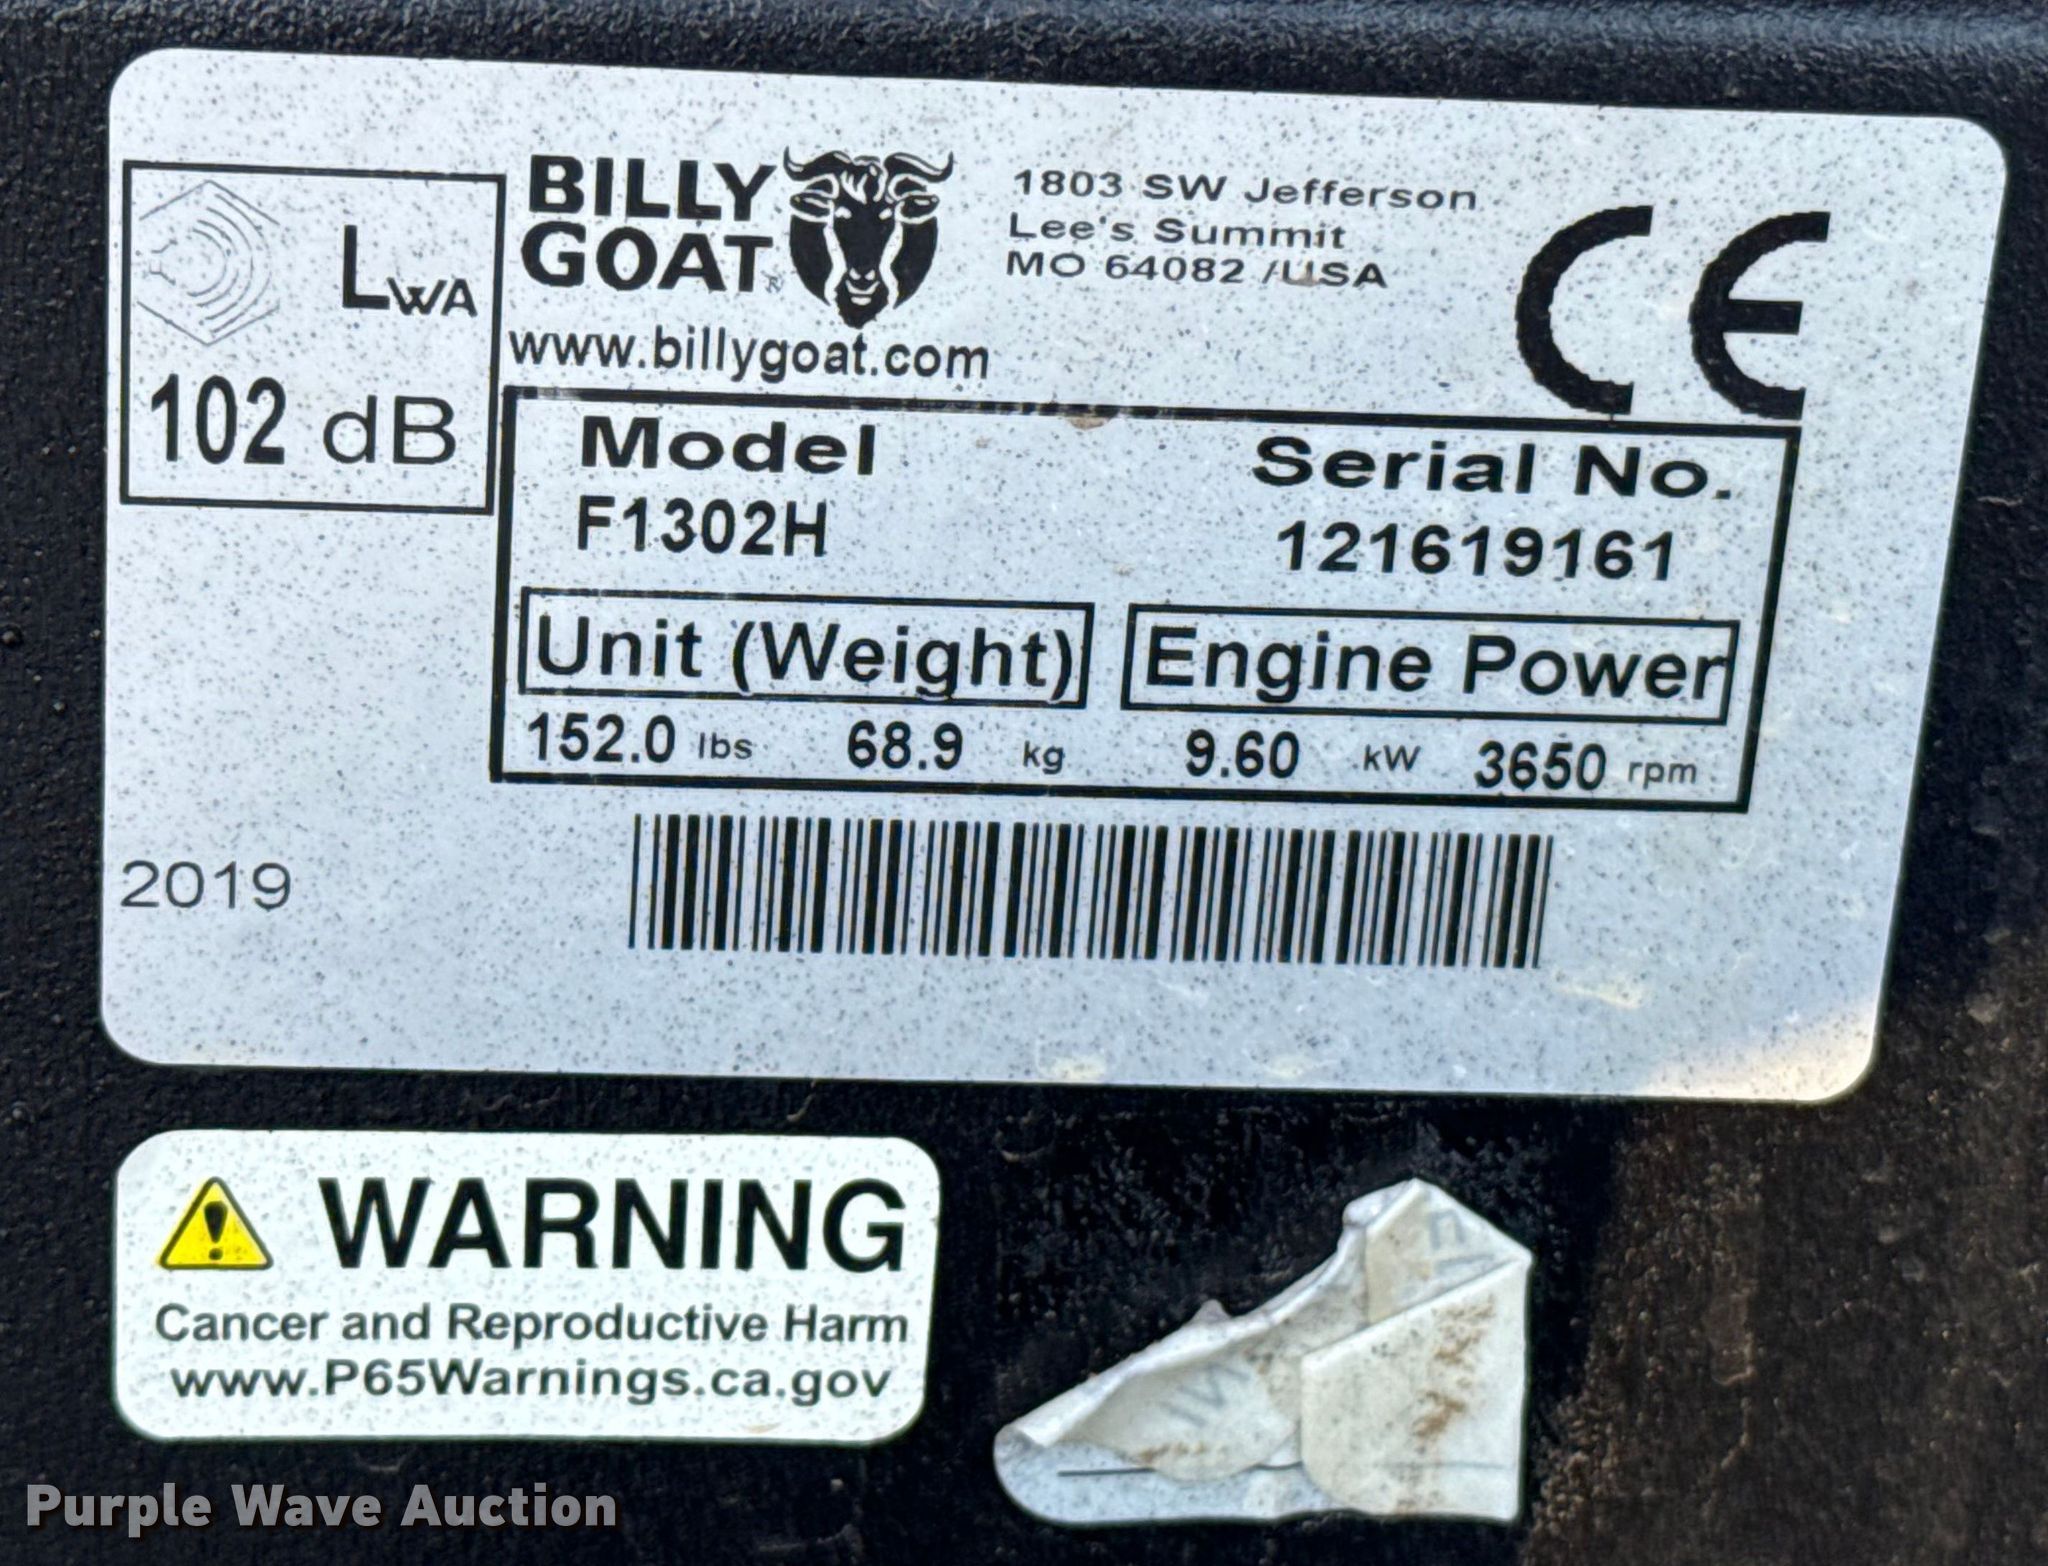 LWA
102 dB
BILLY
GOAT®
www.billygoat.com
1803 SW Jefferson
Lee's Summit
MO 64082 /USA
CE
Model
F1302H
Serial No.
121619161
Unit (Weight)
152.0 lbs 68.9 kg
Engine Power
9.60 kW 3650 rpm
2019
WARNING
Cancer and Reproductive Harm
www.P65Warnings.ca.gov
Purple Wave Auction